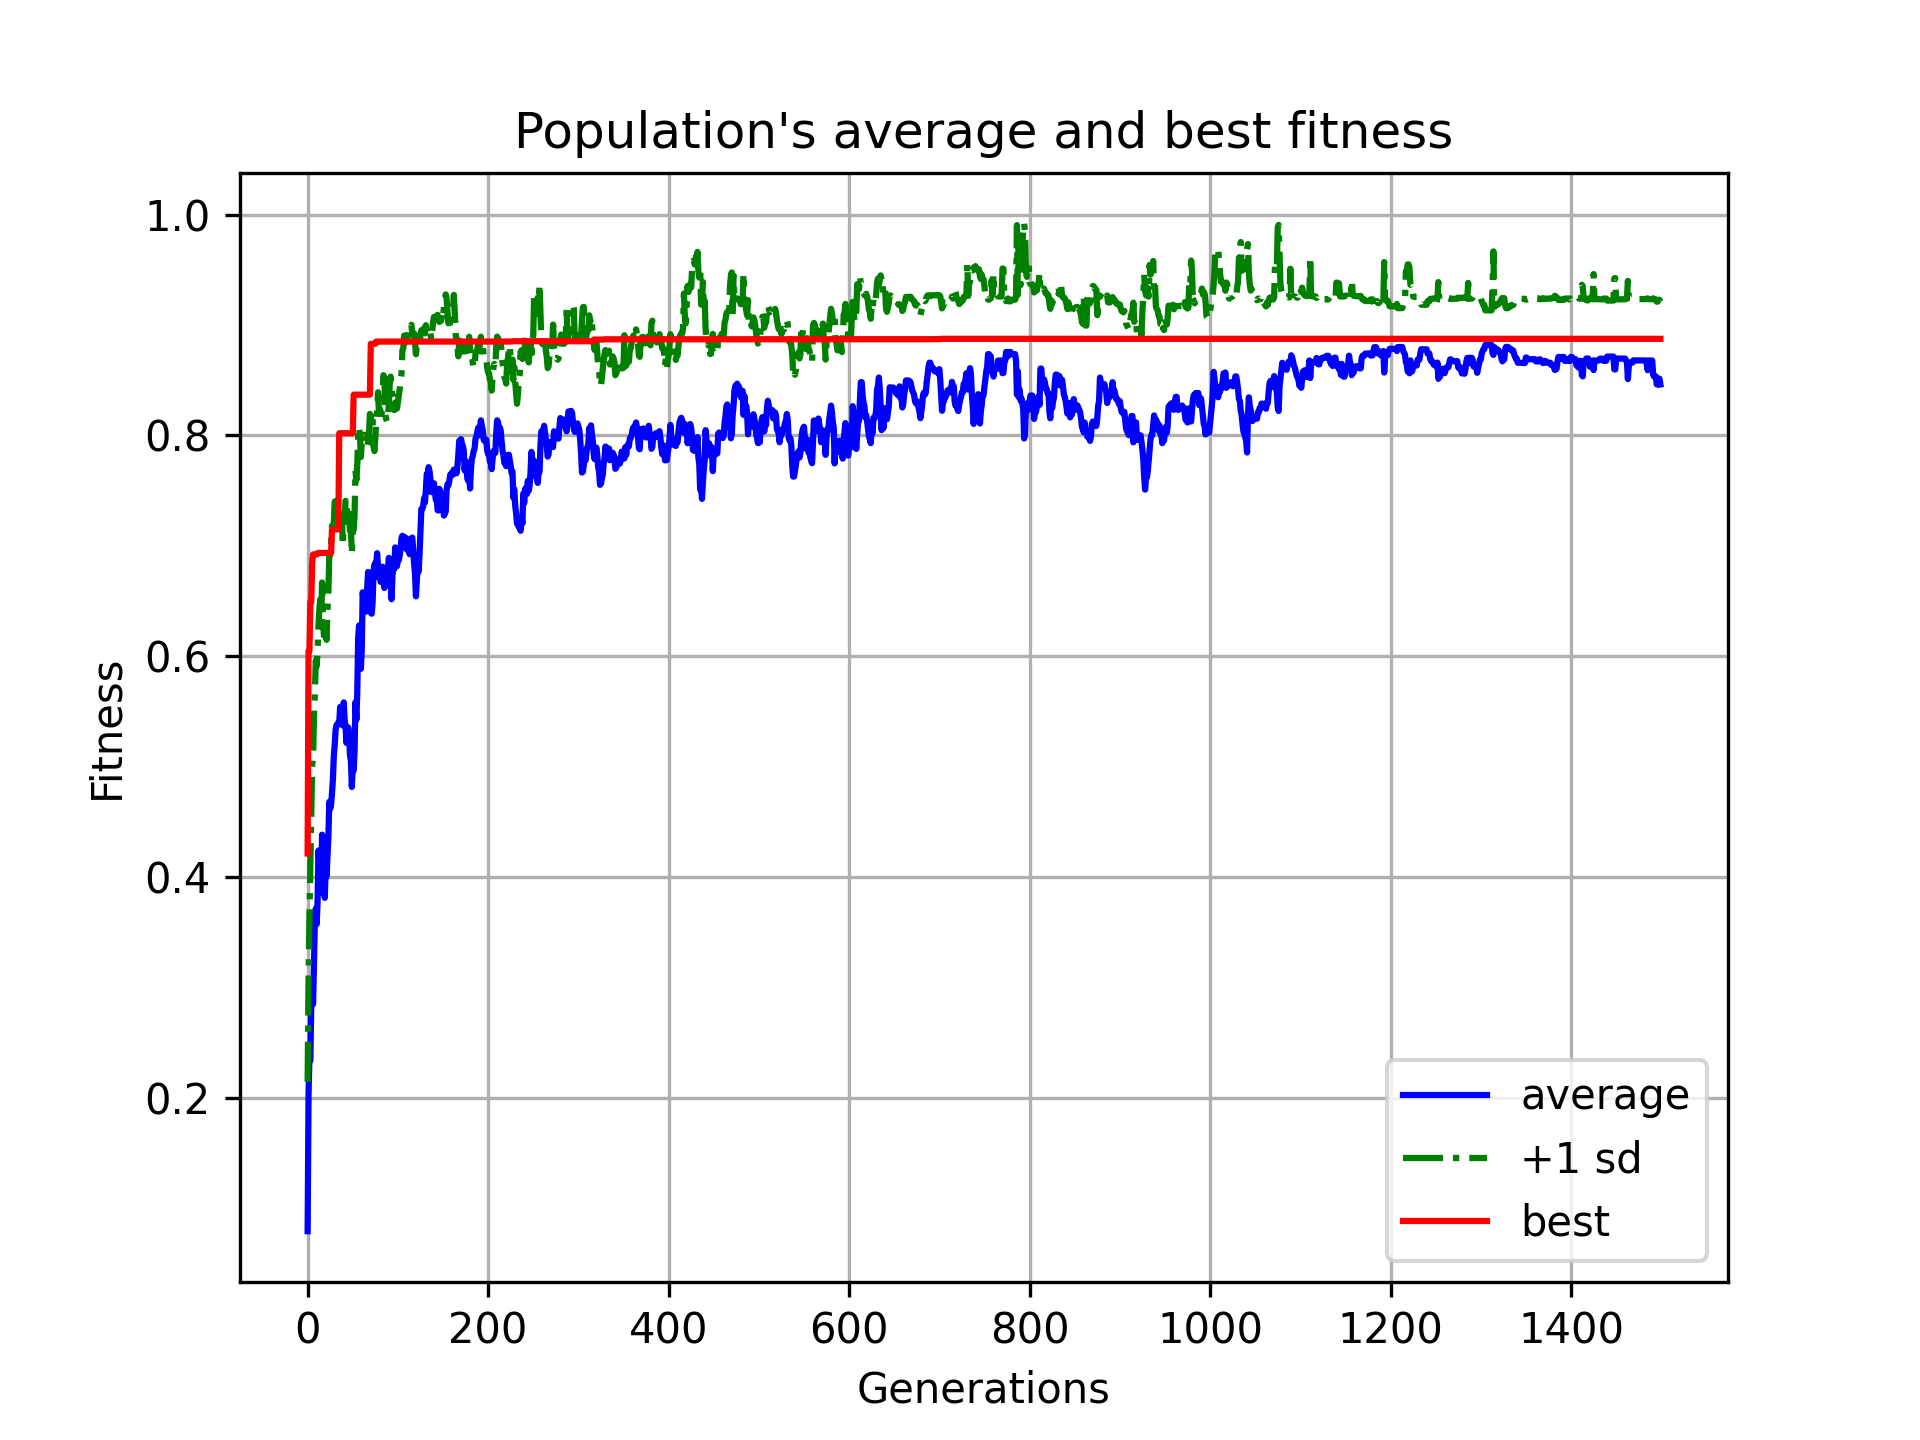 Population's average and best fitness
1.0
0.8
0.6
0.4
0.2
Fitness
0 200 400 600 800 1000 1200 1400
Generations
average
+1 sd
best